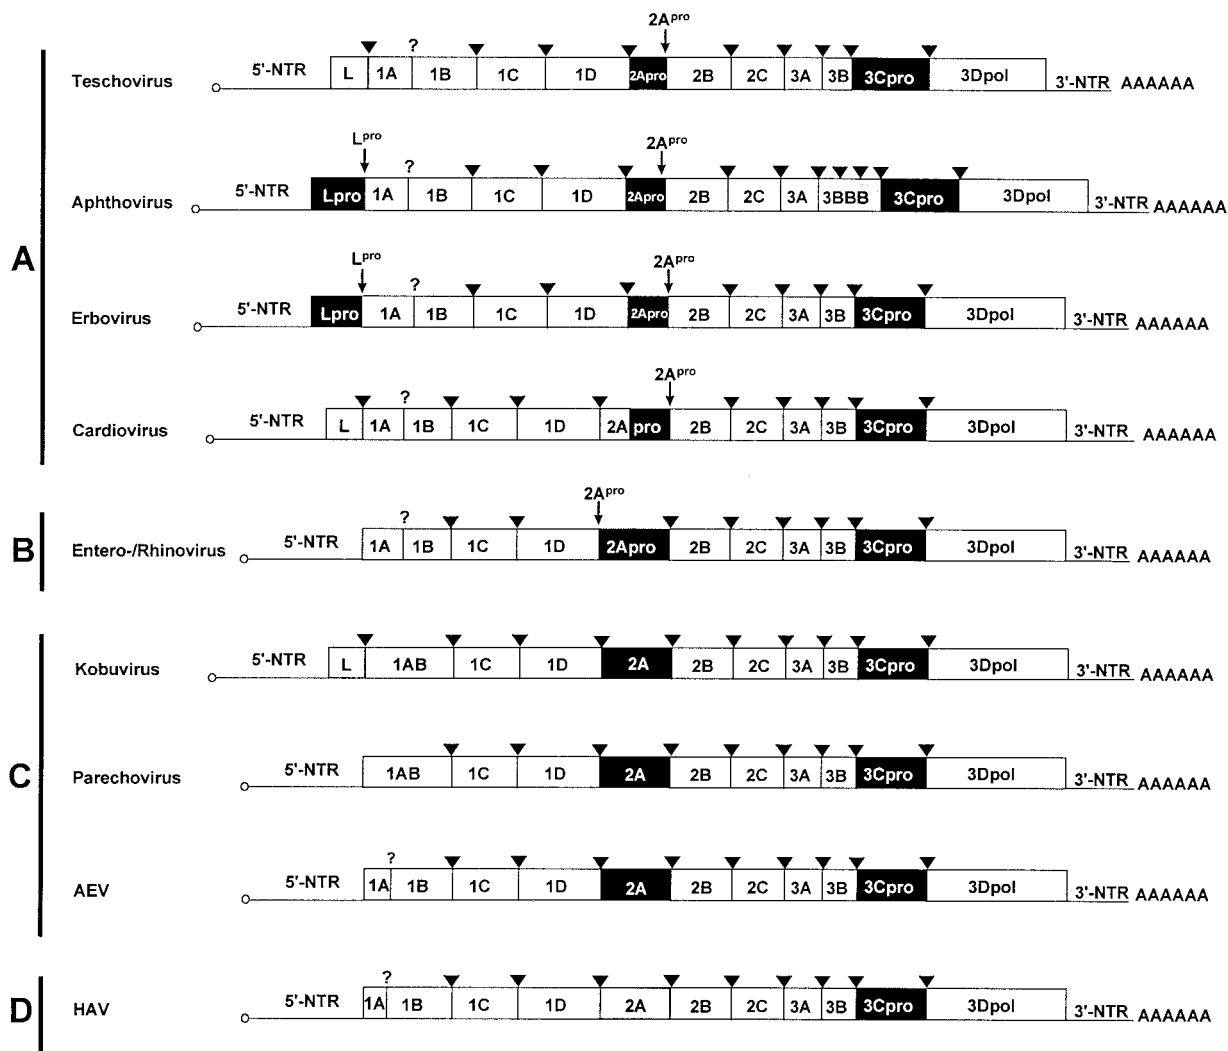 2Apro
?
5'-NTR L 1A 1B 1C 1D 2Apro 2B 2C 3A 3B 3Cpro 3Dpol
Teschovirus 3'-NTR AAAAAA
Lpro 2Apro
?
5'-NTR Lpro 1A 1B 1C 1D 2Apro 2B 2C 3A 3BBB 3Cpro 3Dpol
Aphthovirus 3'-NTR AAAAAA
A
Lpro 2Apro
?
5'-NTR Lpro 1A 1B 1C 1D 2Apro 2B 2C 3A 3B 3Cpro 3Dpol
Erbovirus 3'-NTR AAAAAA
2Apro
?
5'-NTR L 1A 1B 1C 1D 2A pro 2B 2C 3A 3B 3Cpro 3Dpol
Cardiovirus 3'-NTR AAAAAA
2Apro
?
B Entero-/Rhinovirus 5'-NTR 1A 1B 1C 1D 2Apro 2B 2C 3A 3B 3Cpro 3Dpol 3'-NTR AAAAAA
5'-NTR L 1AB 1C 1D 2A 2B 2C 3A 3B 3Cpro 3Dpol
Kobuvirus 3'-NTR AAAAAA
C Parechovirus 5'-NTR 1AB 1C 1D 2A 2B 2C 3A 3B 3Cpro 3Dpol 3'-NTR AAAAAA
?
AEV 5'-NTR 1A 1B 1C 1D 2A 2B 2C 3A 3B 3Cpro 3Dpol 3'-NTR AAAAAA
?
D HAV 5'-NTR 1A 1B 1C 1D 2A 2B 2C 3A 3B 3Cpro 3Dpol 3'-NTR AAAAAA